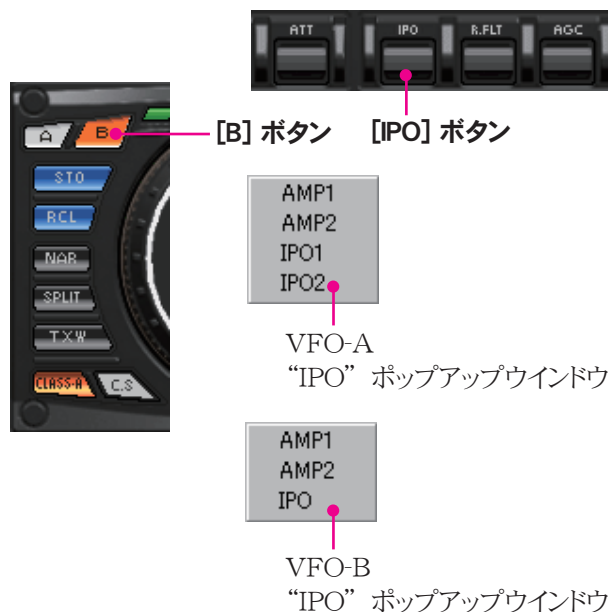 ATT IPO R.FLT AGC
A B
[B] ボタン [IPO] ボタン
STO
RCL
NAR
SPLIT
TXW
CLASS-A C.S
AMP1
AMP2
IPO1
IPO2
VFO-A
“IPO” ポップアップウインドウ
AMP1
AMP2
IPO
VFO-B
“IPO” ポップアップウインドウ